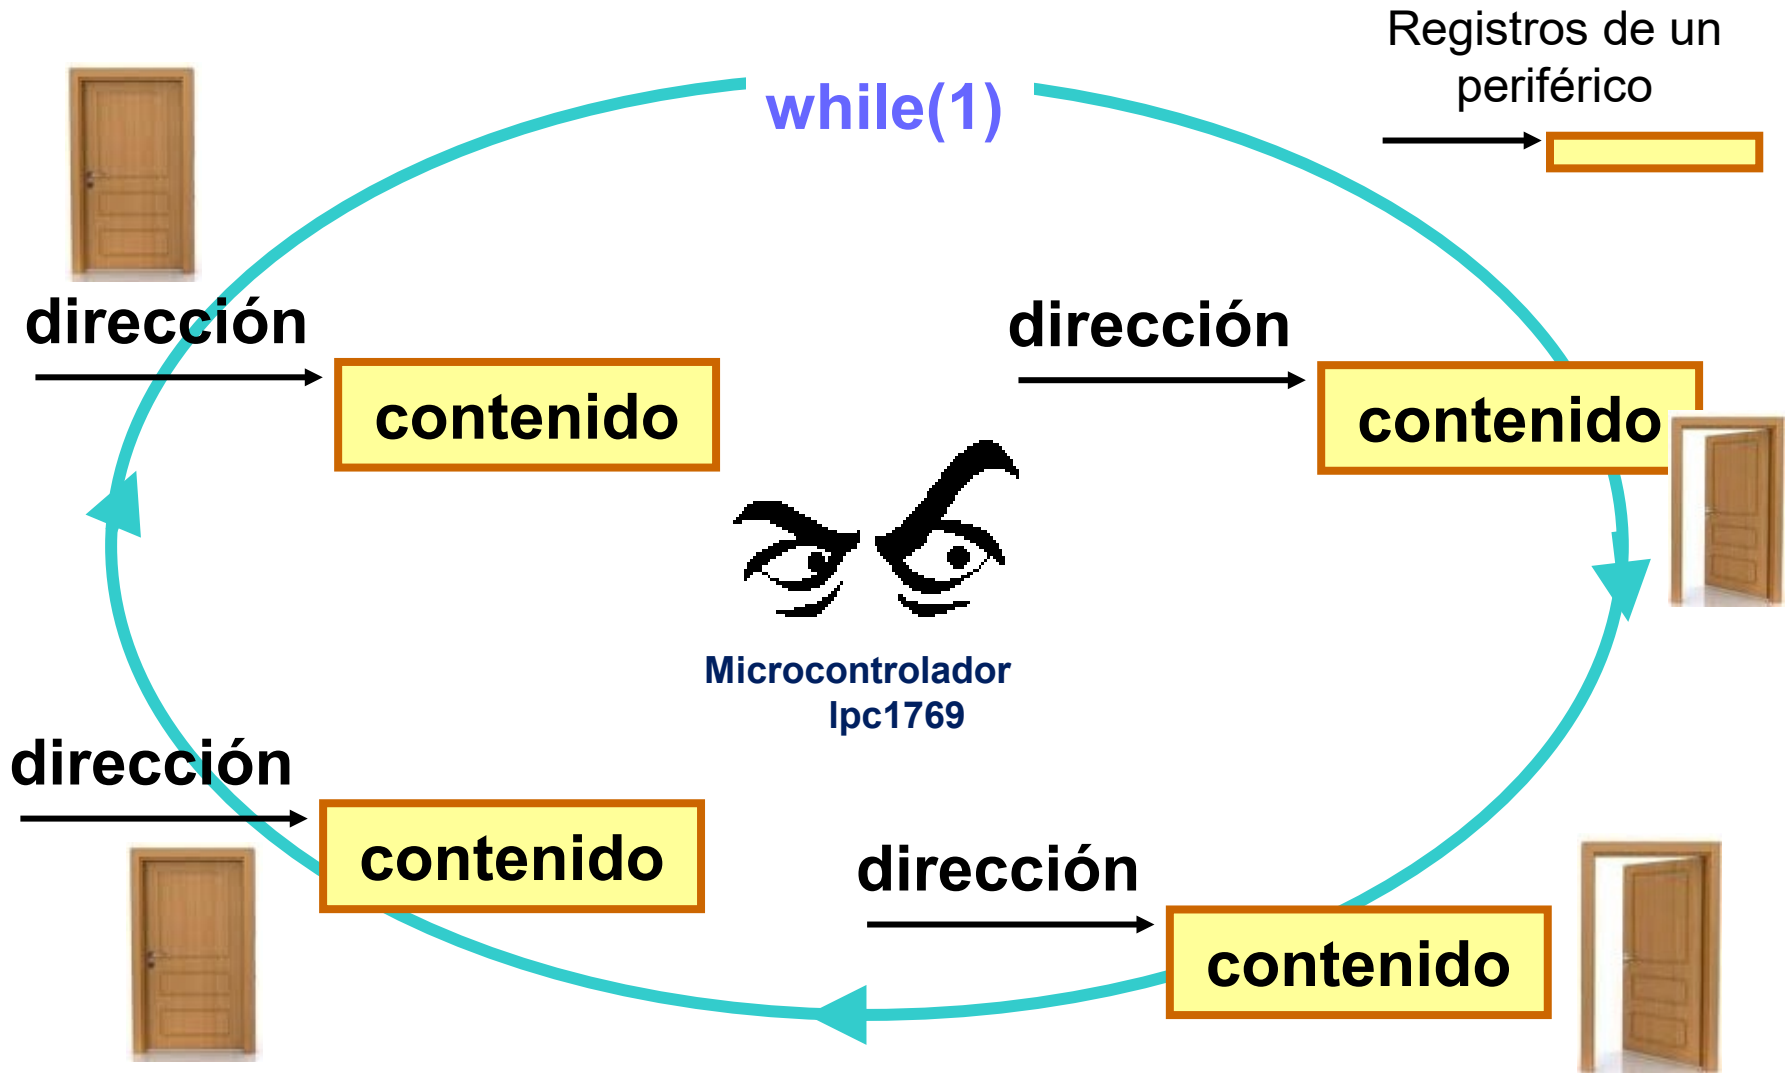 Registros de un
periférico
while(1)
dirección
contenido
dirección
contenido
Microcontrolador
lpc1769
dirección
contenido
dirección
contenido